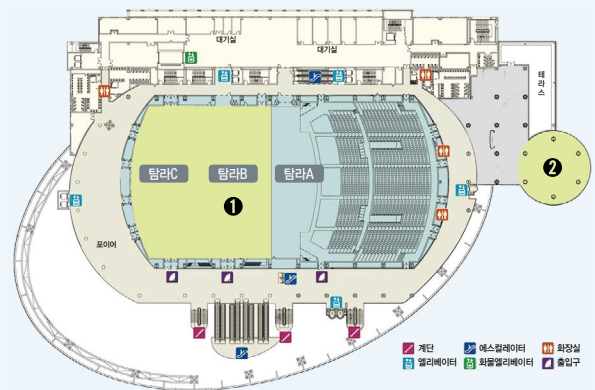 대기실
대기실
테라스
탐라C
탐라B
탐라A
1
2
포이어
계단
에스컬레이터
화장실
엘리베이터
화물엘리베이터
출입구